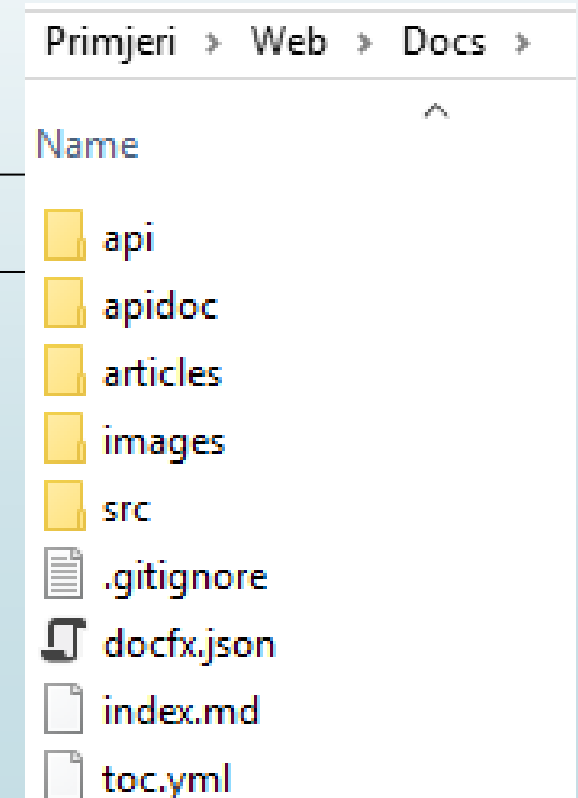 Primjeri > Web > Docs >
Name
api
apidoc
articles
images
src
.gitignore
docfx.json
index.md
toc.yml